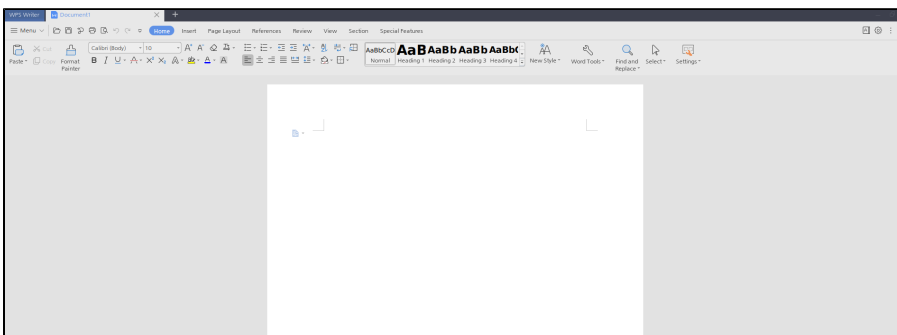 WPS Writer Document1
Menu Home Insert Page Layout References Review View Section Special Features
Paste Cut Copy Format Painter
Calibri (Body) 10
AaBbCcD AaB AaBb AaBb AaBb(
Normal Heading 1 Heading 2 Heading 3 Heading 4 New Style Word Tools Find and Replace Select Settings